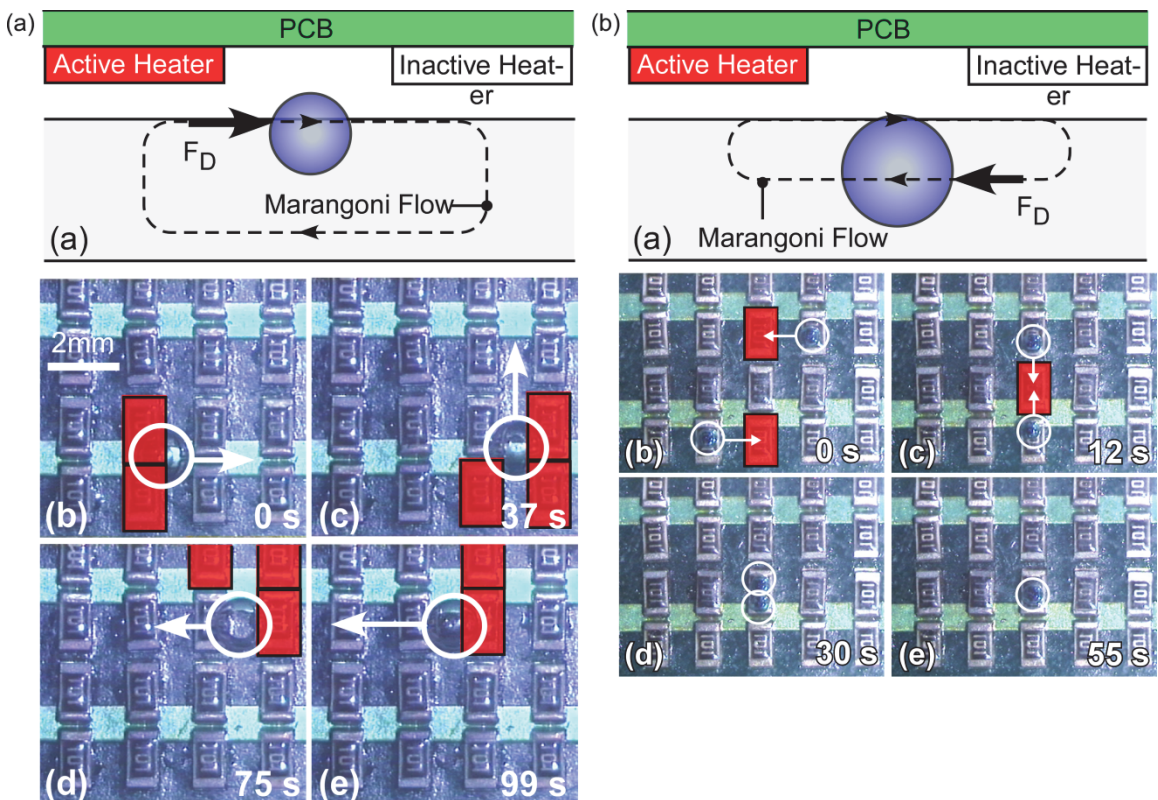 (a)
PCB
Active Heater
Inactive Heat-
er
F_D
Marangoni Flow
(a)
2mm
(b)
0 s
(c)
37 s
(d)
75 s
(e)
99 s
(b)
PCB
Active Heater
Inactive Heat-
er
F_D
Marangoni Flow
(a)
(b)
0 s
(c)
12 s
(d)
30 s
(e)
55 s